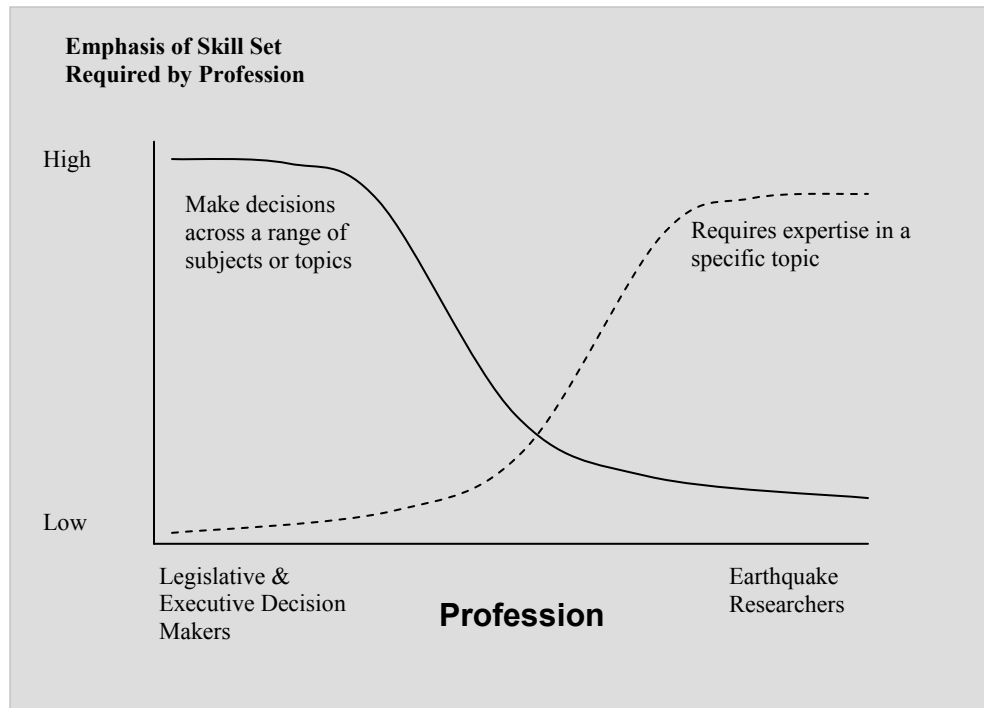 Emphasis of Skill Set
Required by Profession
High
Make decisions
across a range of
subjects or topics
Requires expertise in a
specific topic
Low
Legislative &
Executive Decision
Makers
Profession
Earthquake
Researchers